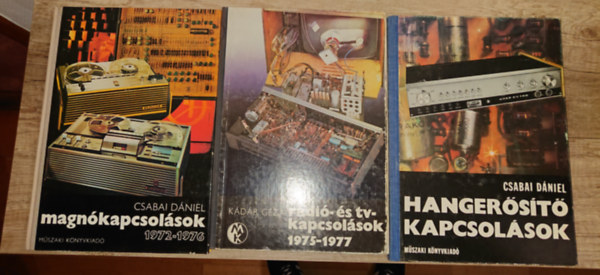 CSABAI DÁNIEL
magnókapcsolások
1972-1976
MŰSZAKI KÖNYVKIADÓ
KÁDÁR GÉZA
rádió- és tv-
kapcsolások
1975-1977
CSABAI DÁNIEL
HANGERŐSÍTŐ
KAPCSOLÁSOK
MŰSZAKI KÖNYVKIADÓ